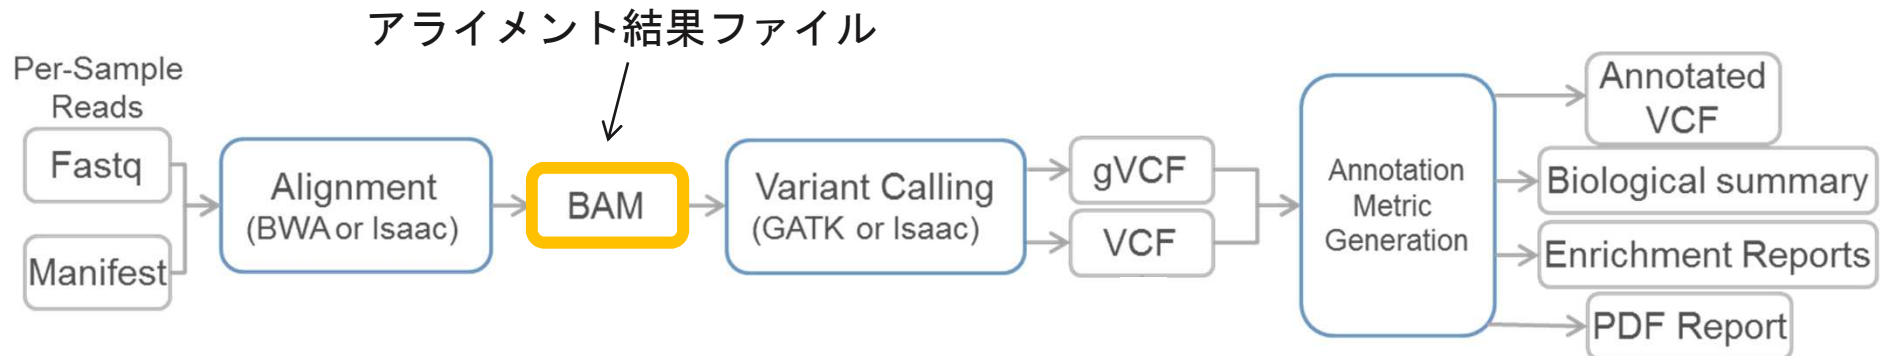 アライメント結果ファイル
Per-Sample
Reads
Fastq
Manifest
Alignment
(BWA or Isaac)
BAM
Variant Calling
(GATK or Isaac)
gVCF
VCF
Annotation
Metric
Generation
Annotated
VCF
Biological summary
Enrichment Reports
PDF Report